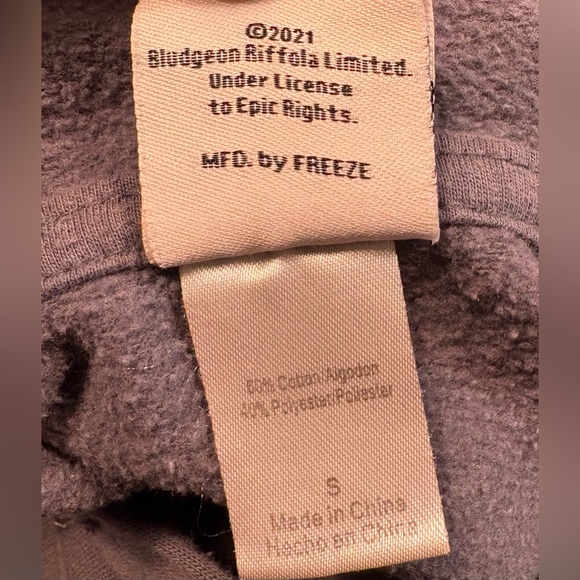 ©2021
Bludgeon Riffola Limited.
Under License
to Epic Rights.
MFD. by FREEZE
60% Cotton/Algodon
40% Polyester/Poliester
S
Made in China
Hecho en China